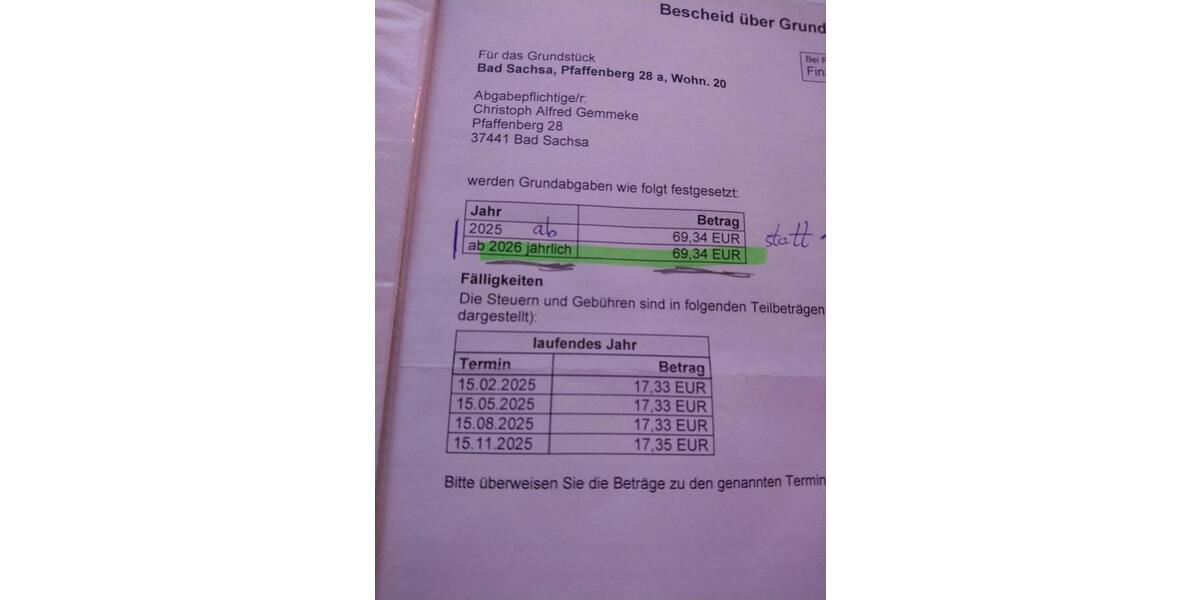 Bescheid über Grund
Für das Grundstück
Bad Sachsa, Pfaffenberg 28 a, Wohn. 20
Bei
Fin
Abgabepflichtige/r:
Christoph Alfred Gemmeke
Pfaffenberg 28
37441 Bad Sachsa
werden Grundabgaben wie folgt festgesetzt:
Jahr Betrag
2025 ab 69,34 EUR statt
ab 2026 jährlich 69,34 EUR
Fälligkeiten
Die Steuern und Gebühren sind in folgenden Teilbeträgen
dargestellt):
laufendes Jahr
Termin Betrag
15.02.2025 17,33 EUR
15.05.2025 17,33 EUR
15.08.2025 17,33 EUR
15.11.2025 17,35 EUR
Bitte überweisen Sie die Beträge zu den genannten Termin